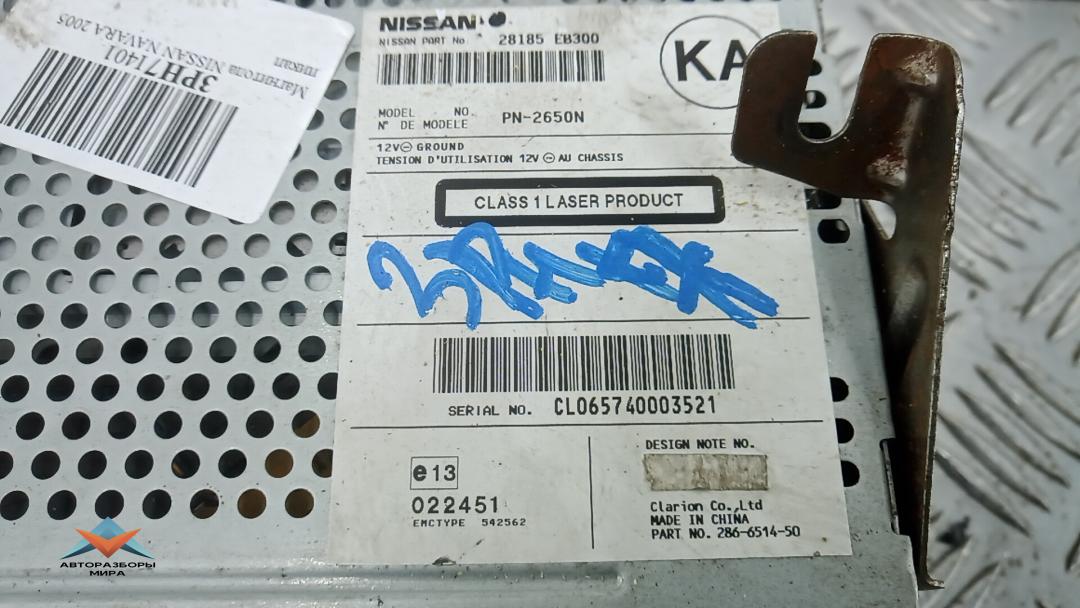 Магнитола NISSAN NAVARA 2005
пикап
3PH71401
NISSAN
NISSAN PART No. 28185 EB300
KA
MODEL NO.
N° DE MODELE PN-2650N
12V⊖ GROUND
TENSION D'UTILISATION 12V ⊖ AU CHASSIS
CLASS 1 LASER PRODUCT
SERIAL NO. CL065740003521
e13
022451
EMCTYPE 542562
DESIGN NOTE NO.
Clarion Co.,Ltd
MADE IN CHINA
PART NO. 286-6514-50
АВТОРАЗБОРЫ
МИРА